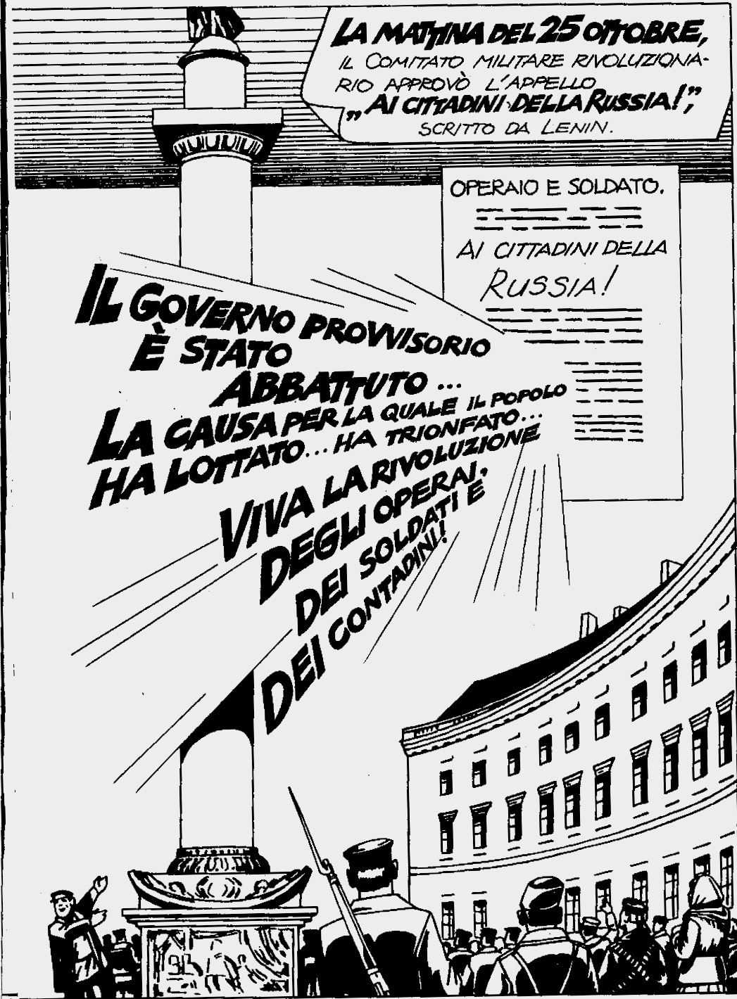 LA MATTINA DEL 25 OTTOBRE,
IL COMITATO MILITARE RIVOLUZIONA-
RIO APPROVÒ L'APPELLO
„AI CITTADINI DELLA RUSSIA!”,
SCRITTO DA LENIN.
OPERAIO E SOLDATO.
AI CITTADINI DELLA
RUSSIA!
IL GOVERNO PROVVISORIO
È STATO
ABBATTUTO...
LA CAUSA PER LA QUALE IL POPOLO
HA LOTTATO... HA TRIONFATO...
VIVA LA RIVOLUZIONE
DEGLI OPERAI,
DEI SOLDATI E
DEI CONTADINI!